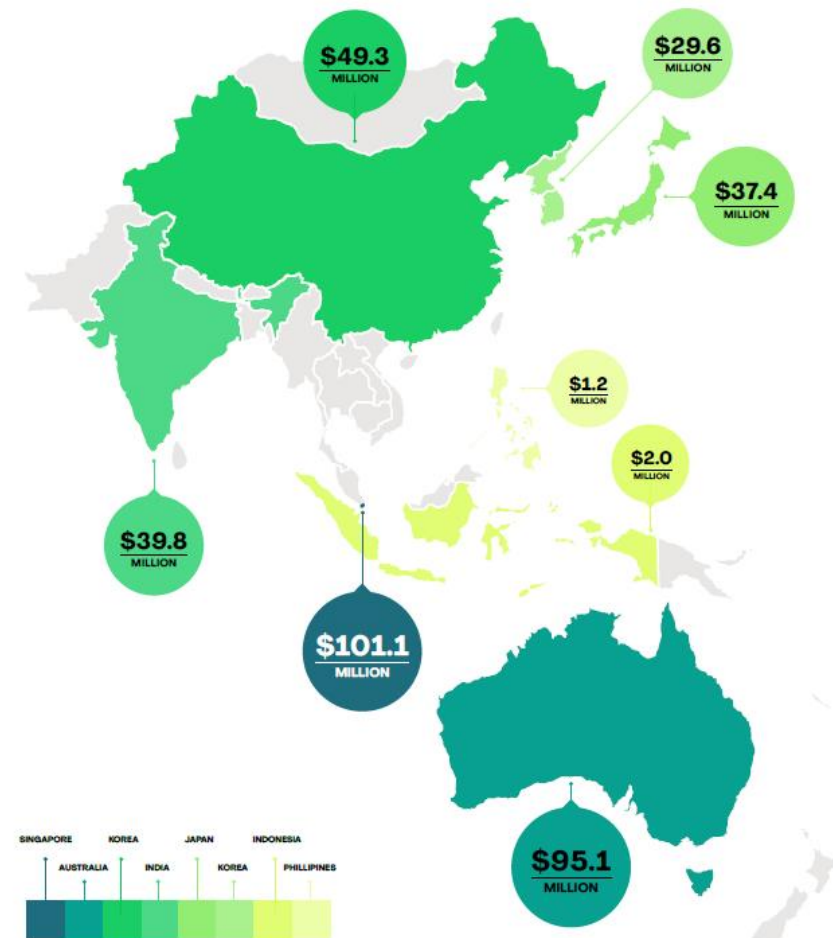 $49.3
MILLION
$29.6
MILLION
$37.4
MILLION
$1.2
MILLION
$2.0
MILLION
$39.8
MILLION
$101.1
MILLION
$95.1
MILLION
SINGAPORE KOREA JAPAN INDONESIA
AUSTRALIA INDIA KOREA PHILLIPINES